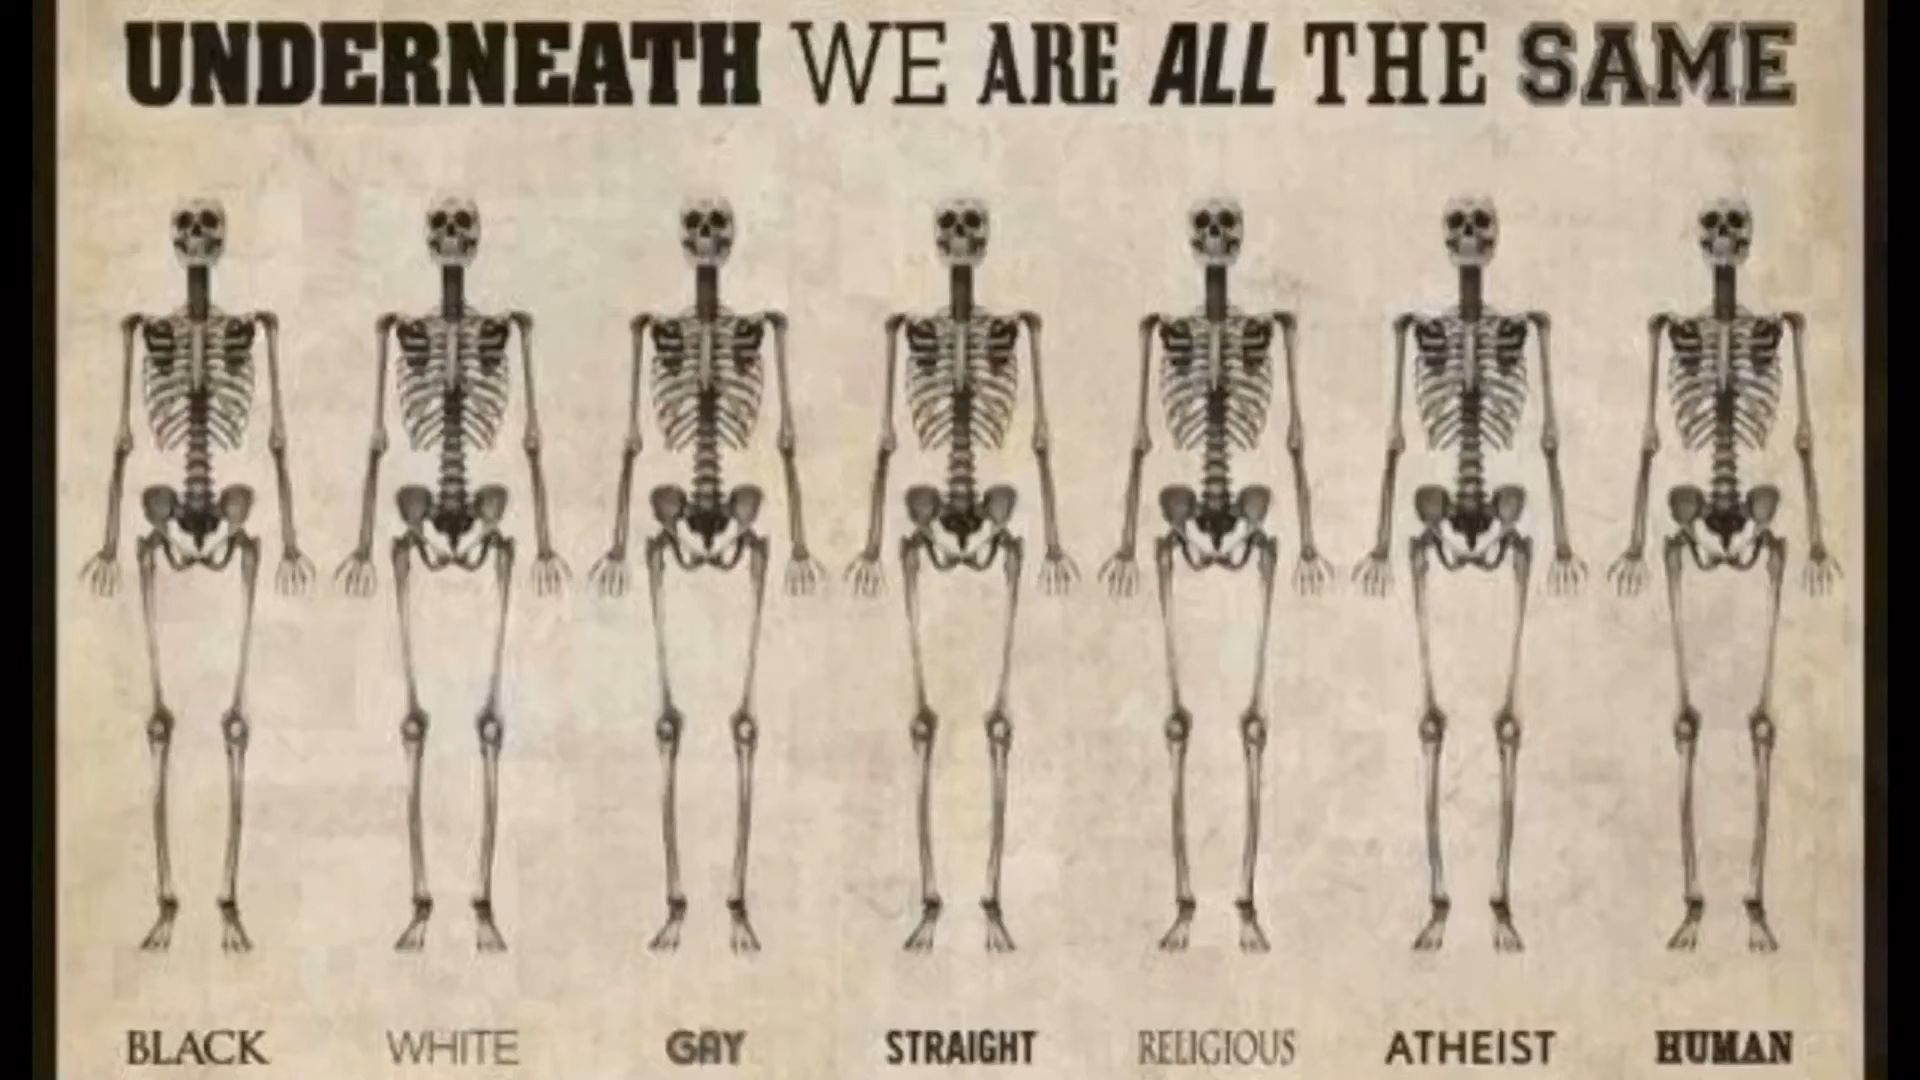 UNDERNEATH WE ARE ALL THE SAME
BLACK WHITE GAY STRAIGHT RELIGIOUS ATHEIST HUMAN